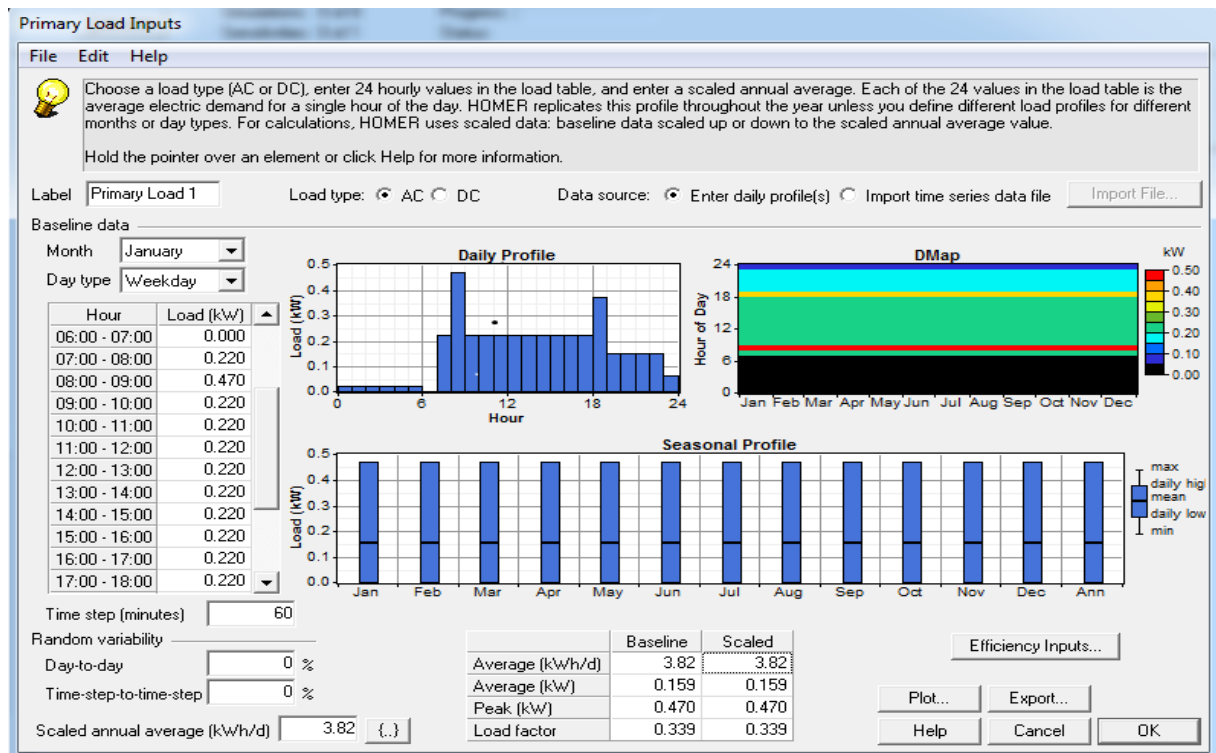 Primary Load Inputs
File Edit Help
Choose a load type (AC or DC), enter 24 hourly values in the load table, and enter a scaled annual average. Each of the 24 values in the load table is the
average electric demand for a single hour of the day. HOMER replicates this profile throughout the year unless you define different load profiles for different
months or day types. For calculations, HOMER uses scaled data: baseline data scaled up or down to the scaled annual average value.
Hold the pointer over an element or click Help for more information.
Label Primary Load 1 Load type: AC DC Data source: Enter daily profile(s) Import time series data file Import File...
Baseline data
Month January
Day type Weekday
Hour Load (kW)
06:00 - 07:00 0.000
07:00 - 08:00 0.220
08:00 - 09:00 0.470
09:00 - 10:00 0.220
10:00 - 11:00 0.220
11:00 - 12:00 0.220
12:00 - 13:00 0.220
13:00 - 14:00 0.220
14:00 - 15:00 0.220
15:00 - 16:00 0.220
16:00 - 17:00 0.220
17:00 - 18:00 0.220
Daily Profile
Load (kW)
0.5
0.4
0.3
0.2
0.1
0.0
0 6 12 18 24
Hour
DMap
Hour of Day
24
18
12
6
0
Jan Feb Mar Apr May Jun Jul Aug Sep Oct Nov Dec
kW
0.50
0.40
0.30
0.20
0.10
0.00
Seasonal Profile
Load (kW)
0.5
0.4
0.3
0.2
0.1
0.0
Jan Feb Mar Apr May Jun Jul Aug Sep Oct Nov Dec Ann
max
daily hig
mean
daily low
min
Time step (minutes) 60
Random variability
Day-to-day 0 %
Time-step-to-time-step 0 %
Scaled annual average (kWh/d) 3.82 {..}
Baseline Scaled
Average (kWh/d) 3.82 3.82
Average (kW) 0.159 0.159
Peak (kW) 0.470 0.470
Load factor 0.339 0.339
Efficiency Inputs...
Plot... Export...
Help Cancel OK